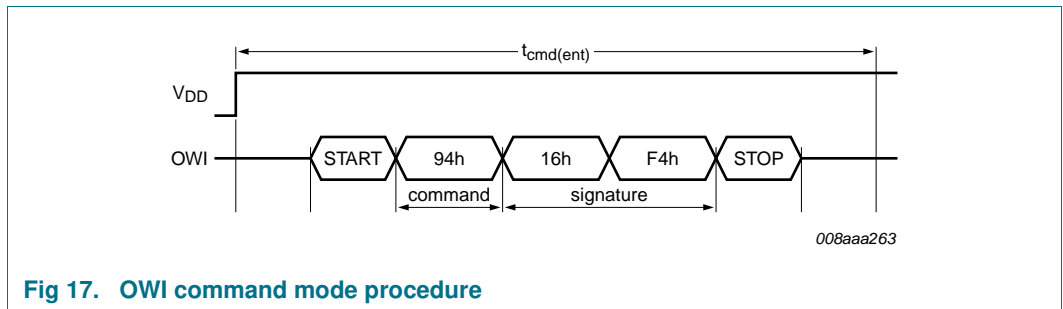 tcmd(ent)
VDD
OWI START 94h 16h F4h STOP
command signature
008aaa263
Fig 17. OWI command mode procedure